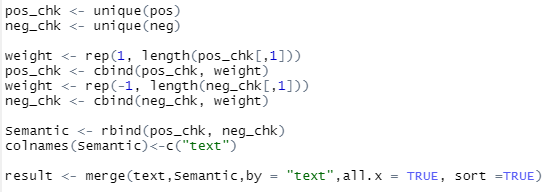 pos_chk <- unique(pos)
neg_chk <- unique(neg)
weight <- rep(1, length(pos_chk[,1]))
pos_chk <- cbind(pos_chk, weight)
weight <- rep(-1, length(neg_chk[,1]))
neg_chk <- cbind(neg_chk, weight)
Semantic <- rbind(pos_chk, neg_chk)
colnames(Semantic)<-c("text")
result <- merge(text,Semantic,by = "text",all.x = TRUE, sort =TRUE)